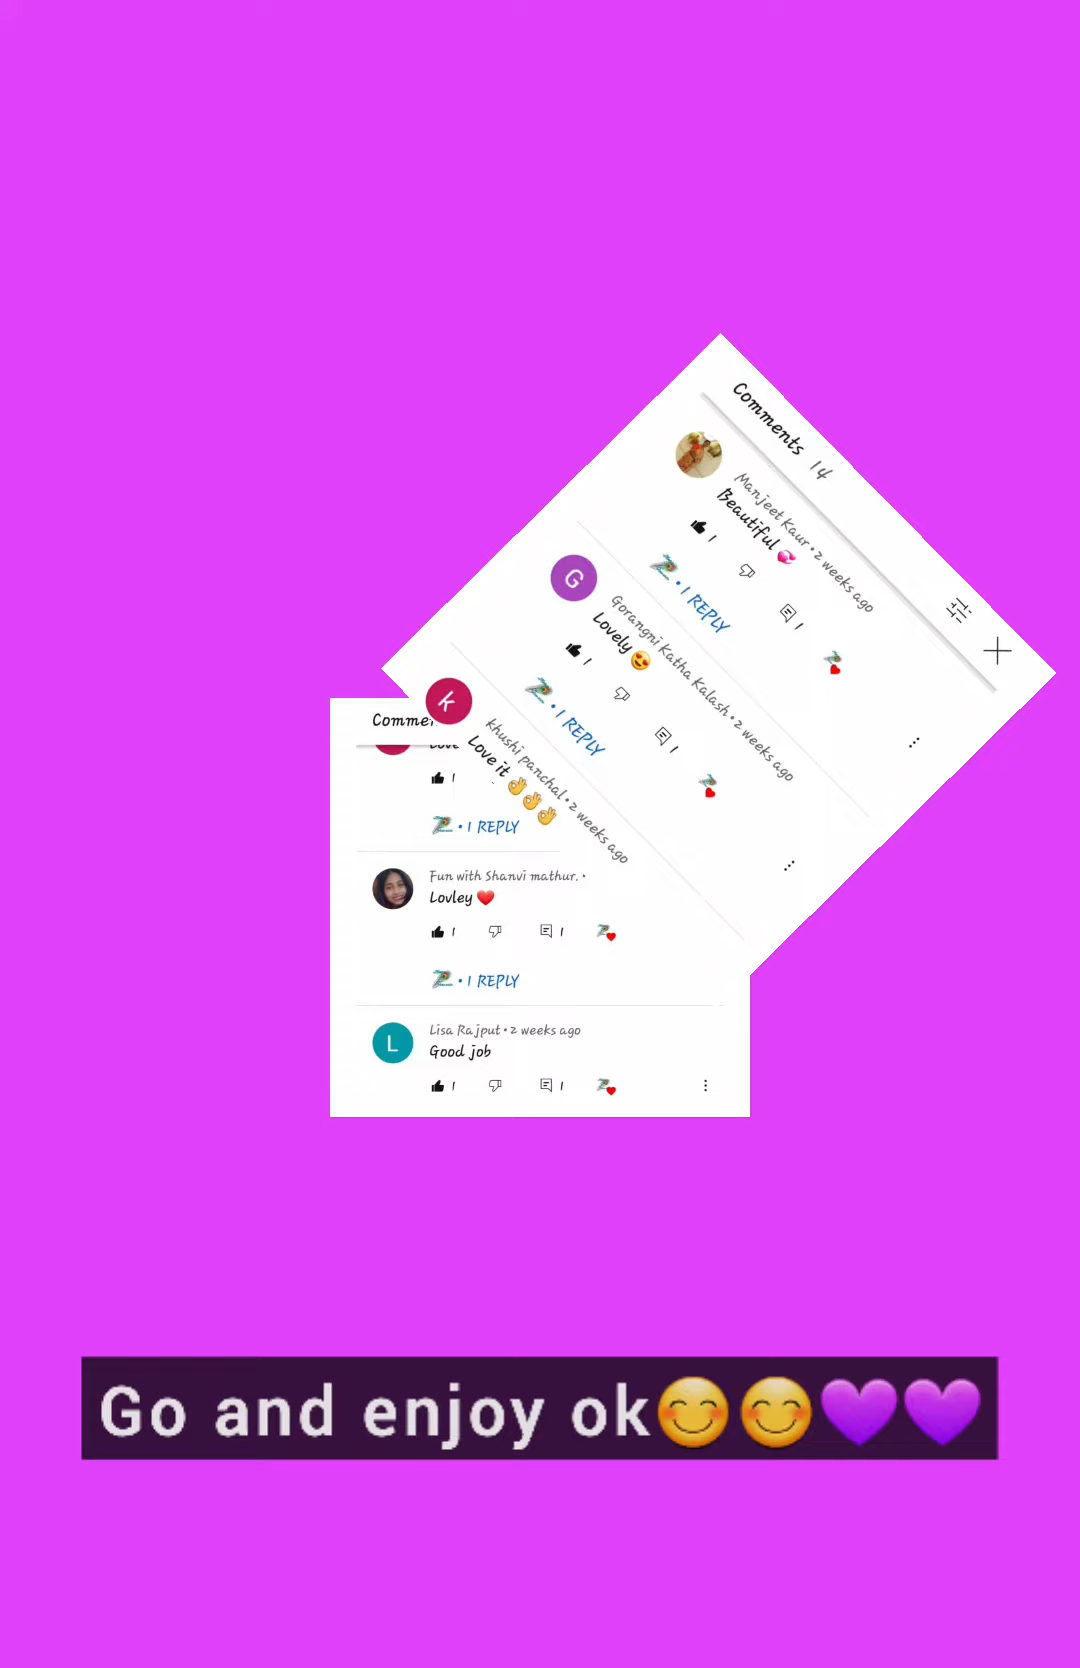 Comments 14
Manjeet Kaur • 2 weeks ago
Beautiful 💞
1
1
• 1 REPLY
G
Gorangni Katha Kalash • 2 weeks ago
Lovely 😍
1
1
• 1 REPLY
k
khushi panchal • 2 weeks ago
Love it 👌👌👌
Comme
1
• 1 REPLY
Fun with Shanvi mathur. •
Lovley ❤️
1 1
• 1 REPLY
L
Lisa Rajput • 2 weeks ago
Good job
1 1
Go and enjoy ok😊😊💜💜